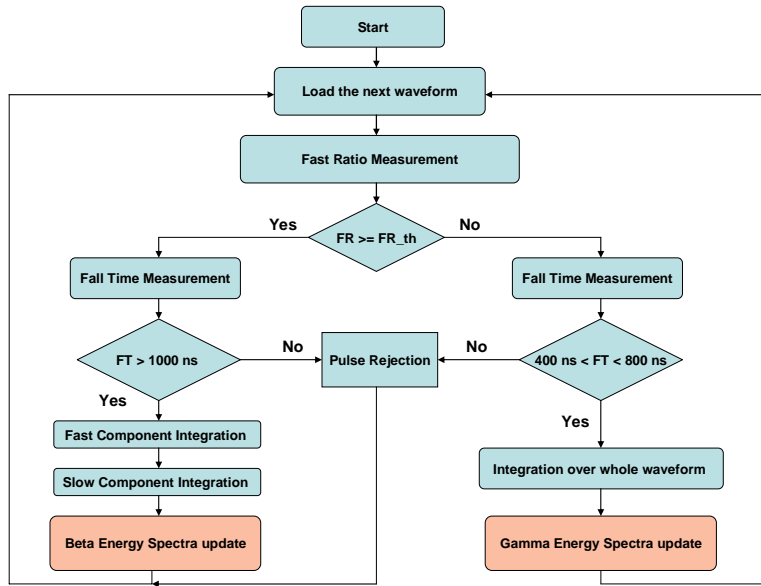 Start
Load the next waveform
Fast Ratio Measurement
Yes
No
FR >= FR_th
Fall Time Measurement
Fall Time Measurement
FT > 1000 ns
No
Pulse Rejection
No
400 ns < FT < 800 ns
Yes
Yes
Fast Component Integration
Slow Component Integration
Integration over whole waveform
Beta Energy Spectra update
Gamma Energy Spectra update